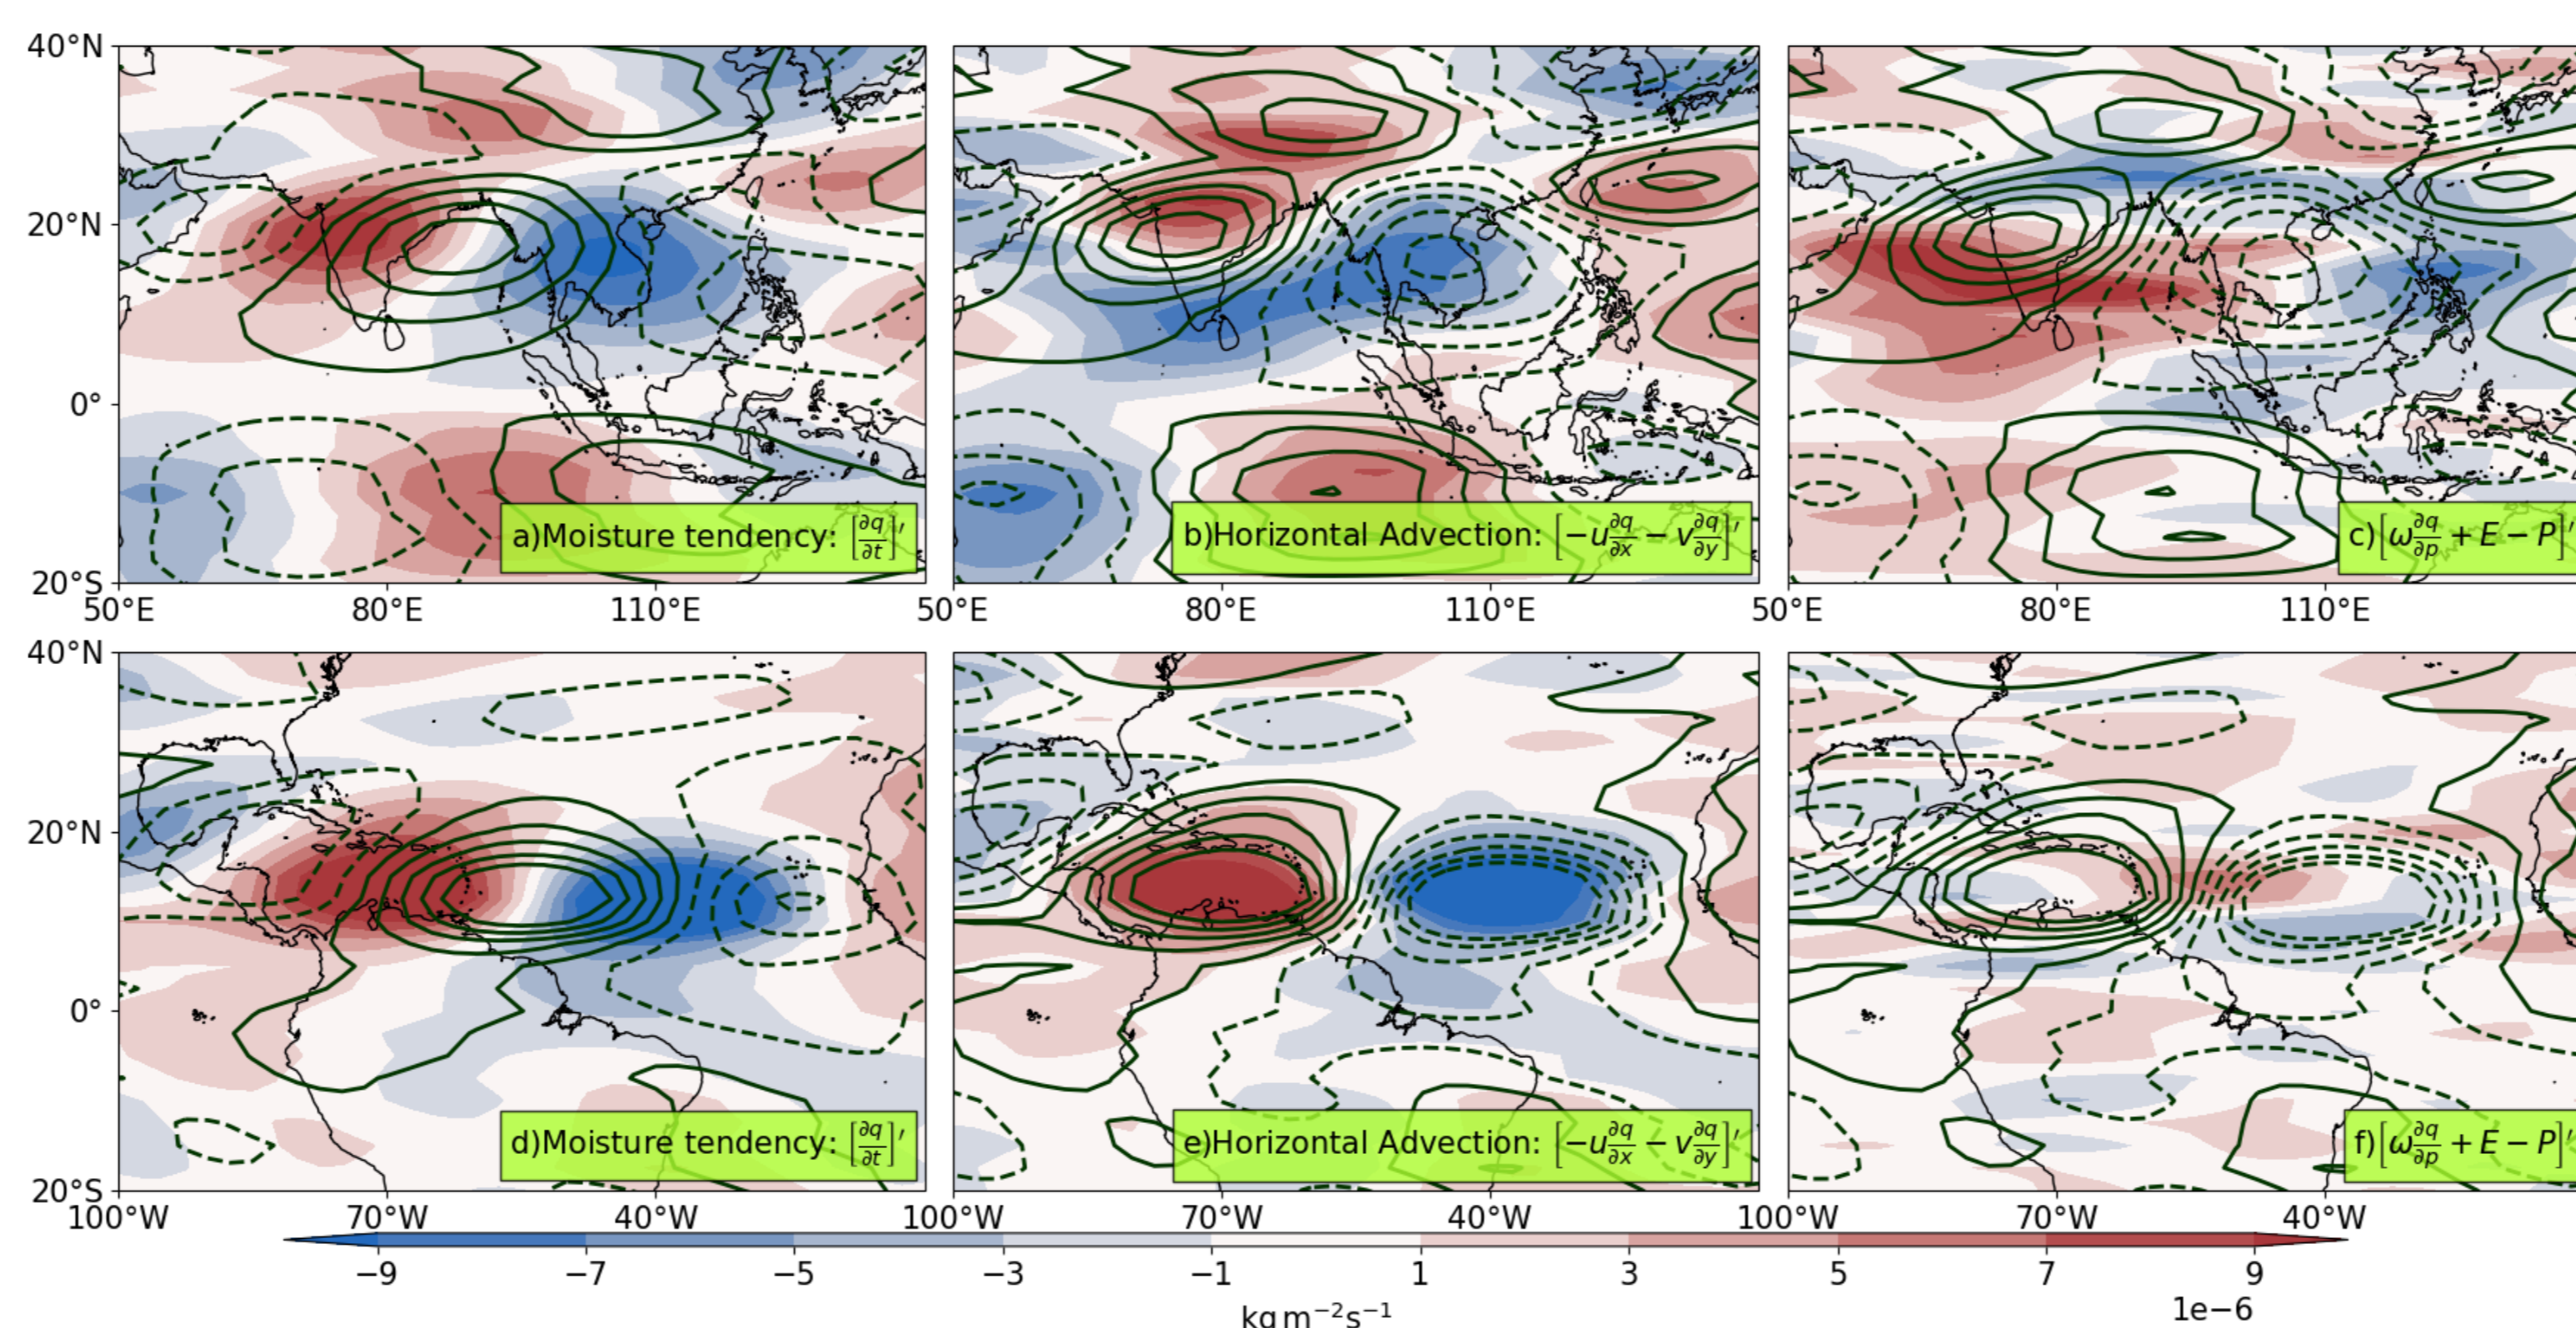 40°N
20°N
0°
20°S
50°E 80°E 110°E 50°E 80°E 110°E 50°E 80°E 110°E
a)Moisture tendency: [∂q/∂t]′
b)Horizontal Advection: [−u∂q/∂x − v∂q/∂y]′
c)[ω∂q/∂p + E − P]′
40°N
20°N
0°
20°S
100°W 70°W 40°W 100°W 70°W 40°W 100°W 70°W 40°W
d)Moisture tendency: [∂q/∂t]′
e)Horizontal Advection: [−u∂q/∂x − v∂q/∂y]′
f)[ω∂q/∂p + E − P]′
−9 −7 −5 −3 −1 1 3 5 7 9
1e−6
kg m⁻²s⁻¹